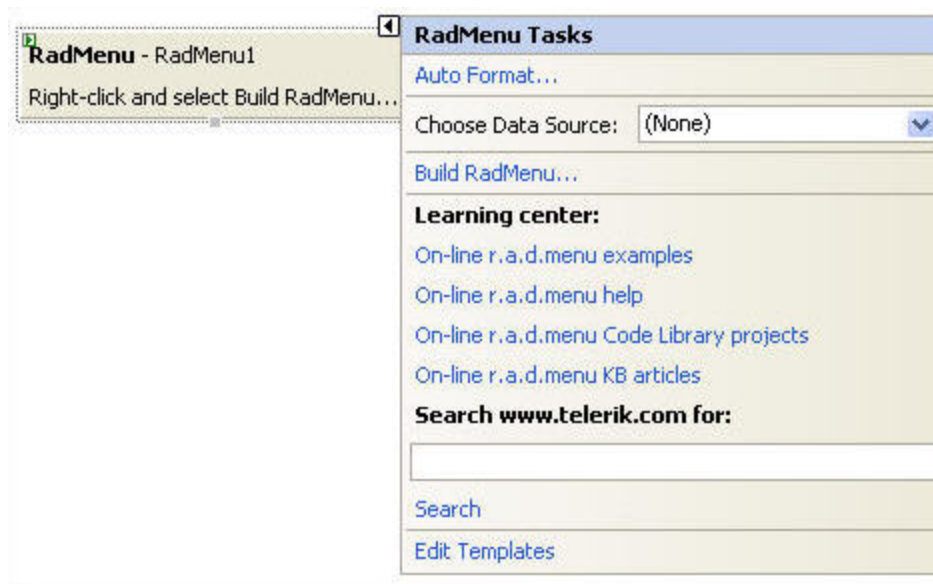 RadMenu - RadMenu1
Right-click and select Build RadMenu...
RadMenu Tasks
Auto Format...
Choose Data Source: (None)
Build RadMenu...
Learning center:
On-line r.a.d.menu examples
On-line r.a.d.menu help
On-line r.a.d.menu Code Library projects
On-line r.a.d.menu KB articles
Search www.telerik.com for:
Search
Edit Templates